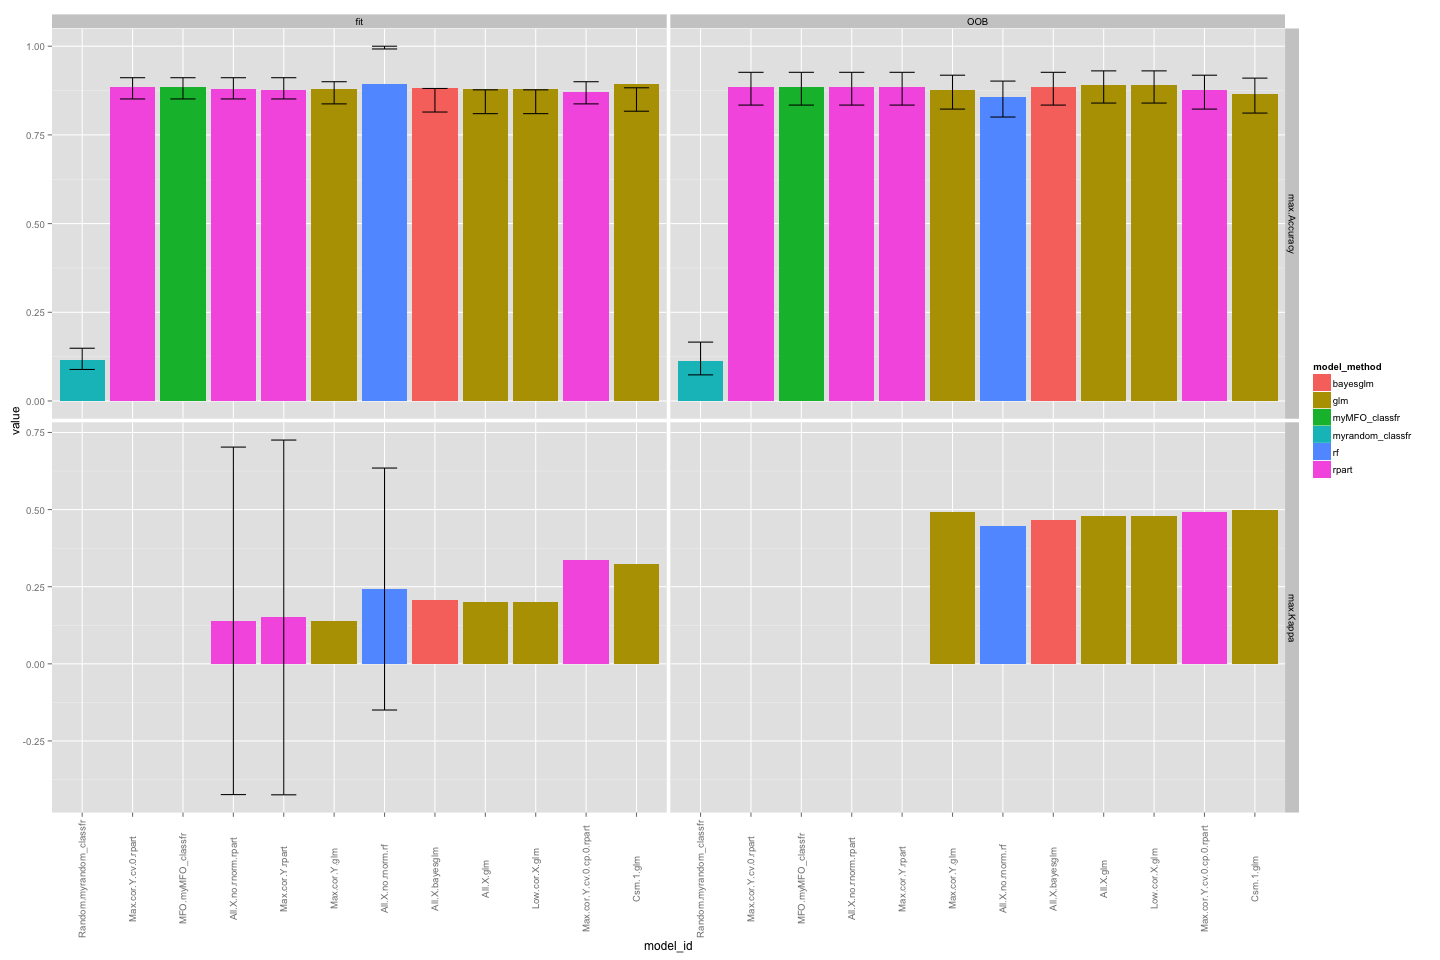 fit
OOB
1.00
0.75
0.50
0.25
0.00
max.Accuracy
0.75
0.50
0.25
0.00
-0.25
max.Kappa
value
Random.myrandom_classfr
Max.cor.Y.cv.0.rpart
MFO.myMFO_classfr
All.X.no.rnorm.rpart
Max.cor.Y.rpart
Max.cor.Y.glm
All.X.no.rnorm.rf
All.X.bayesglm
All.X.glm
Low.cor.X.glm
Max.cor.Y.cv.0.cp.0.rpart
Csm.1.glm
Random.myrandom_classfr
Max.cor.Y.cv.0.rpart
MFO.myMFO_classfr
All.X.no.rnorm.rpart
Max.cor.Y.rpart
Max.cor.Y.glm
All.X.no.rnorm.rf
All.X.bayesglm
All.X.glm
Low.cor.X.glm
Max.cor.Y.cv.0.cp.0.rpart
Csm.1.glm
model_id
model_method
bayesglm
glm
myMFO_classfr
myrandom_classfr
rf
rpart